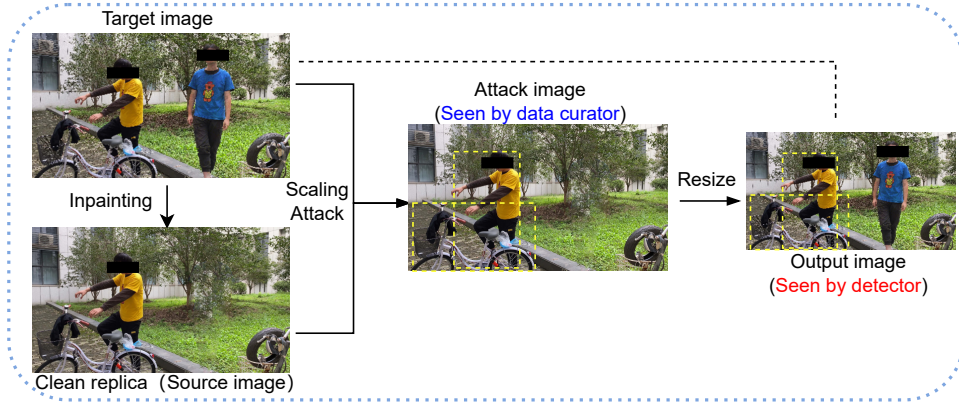 Target image
Inpainting
Clean replica（Source image）
Scaling
Attack
Attack image
(Seen by data curator)
Resize
Output image
(Seen by detector)